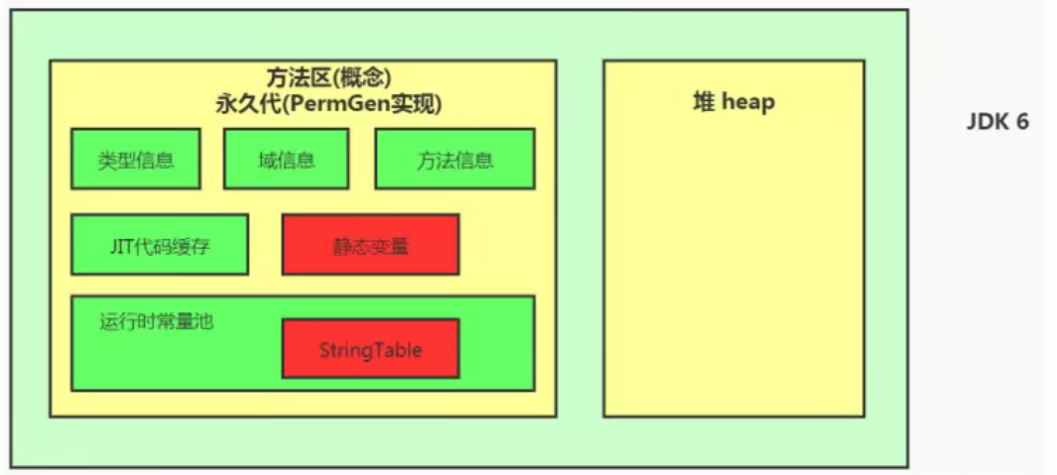 方法区(概念)
永久代(PermGen实现)
堆 heap
JDK 6
类型信息
域信息
方法信息
JIT代码缓存
静态变量
运行时常量池
StringTable